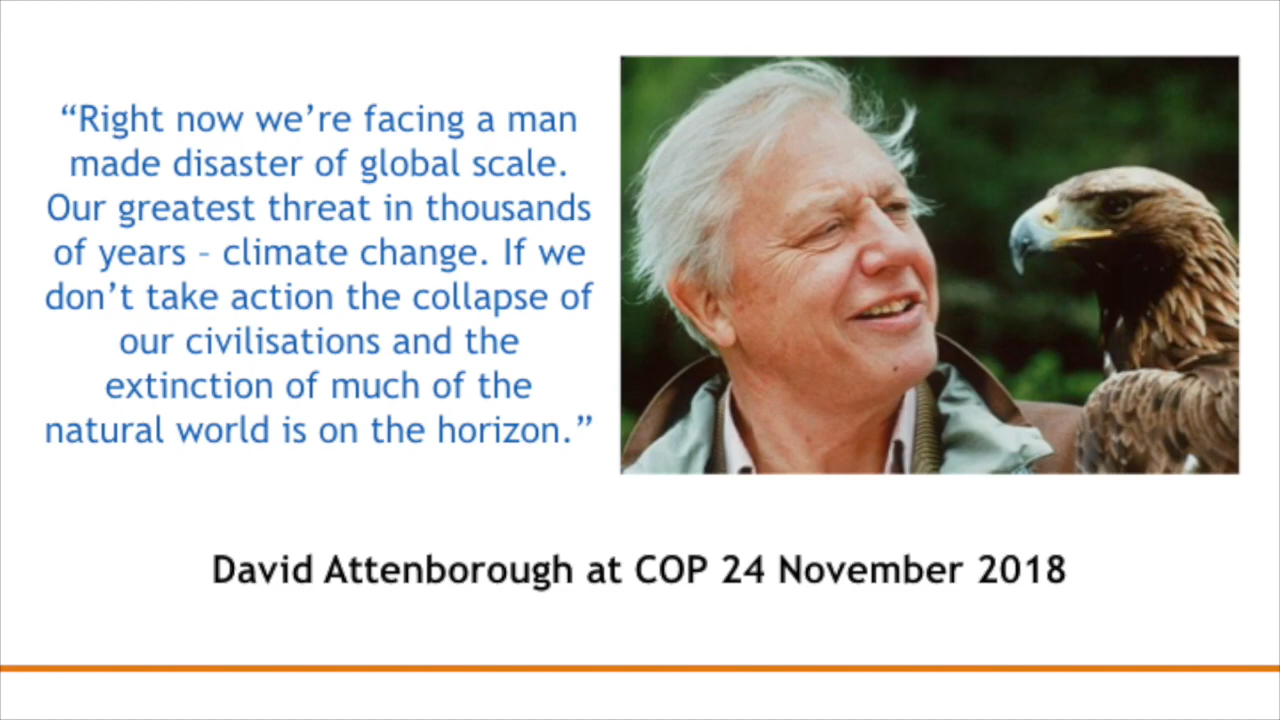 “Right now we’re facing a man
made disaster of global scale.
Our greatest threat in thousands
of years – climate change. If we
don’t take action the collapse of
our civilisations and the
extinction of much of the
natural world is on the horizon.”
David Attenborough at COP 24 November 2018